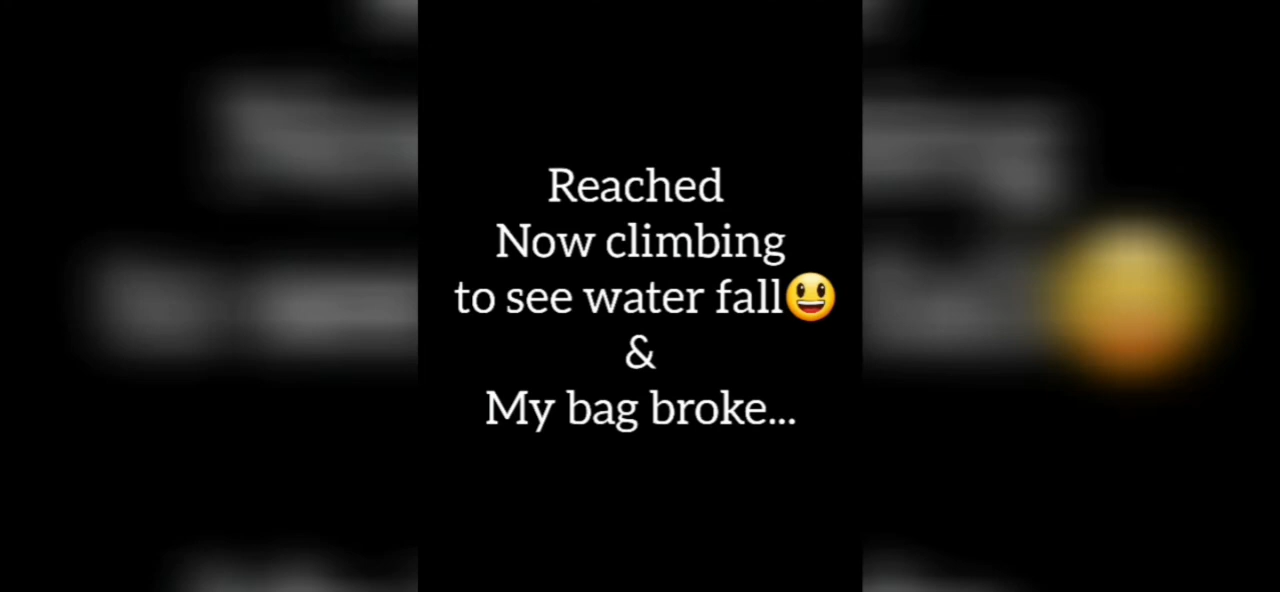 Reached
Now climbing
to see water fall😃
&
My bag broke...